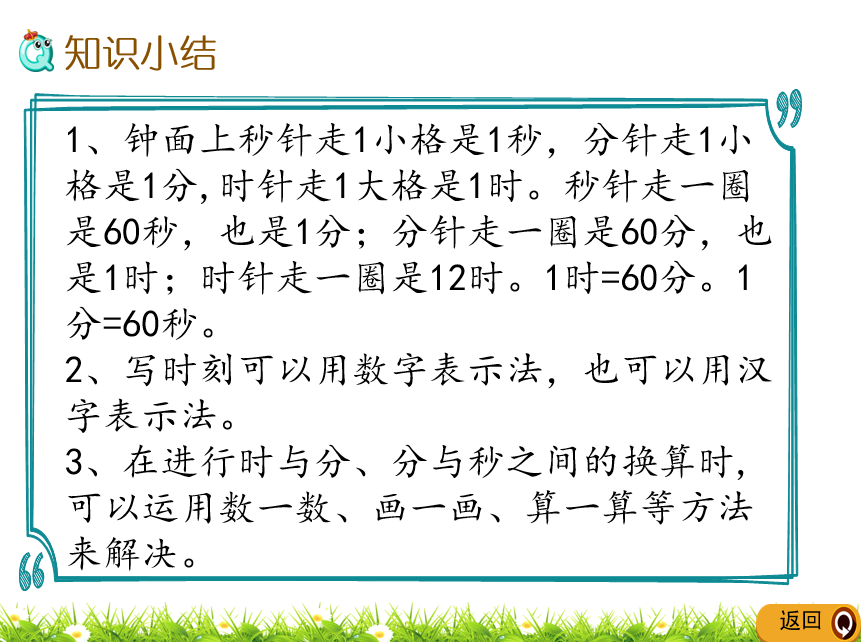 知识小结
1、钟面上秒针走1小格是1秒，分针走1小
格是1分,时针走1大格是1时。秒针走一圈
是60秒，也是1分；分针走一圈是60分，也
是1时；时针走一圈是12时。1时=60分。1
分=60秒。
2、写时刻可以用数字表示法，也可以用汉
字表示法。
3、在进行时与分、分与秒之间的换算时，
可以运用数一数、画一画、算一算等方法
来解决。
返回